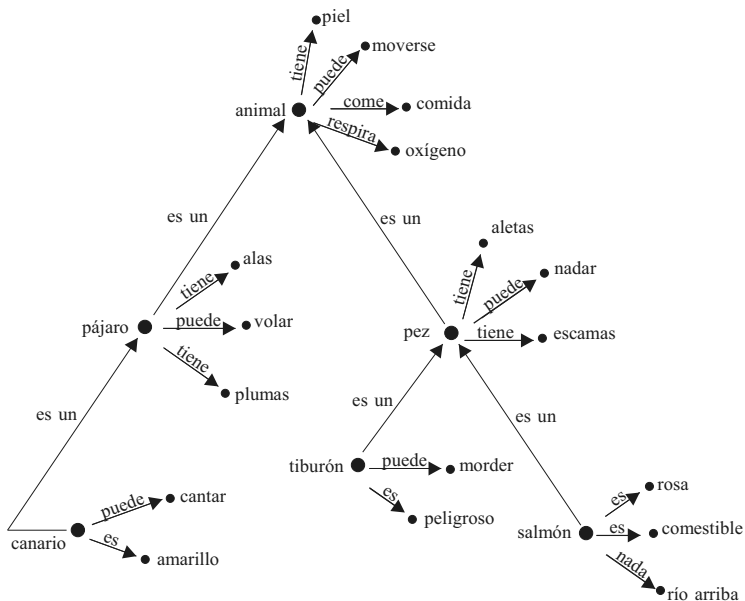 piel
tiene
puede
moverse
animal
come
comida
respira
oxígeno
es un
es un
aletas
alas
tiene
nadar
tiene
puede
pájaro
puede
volar
pez
tiene
escamas
tiene
plumas
es un
es un
es un
tiburón
puede
morder
es
peligroso
puede
cantar
es
rosa
canario
es
amarillo
salmón
es
comestible
nada
río arriba